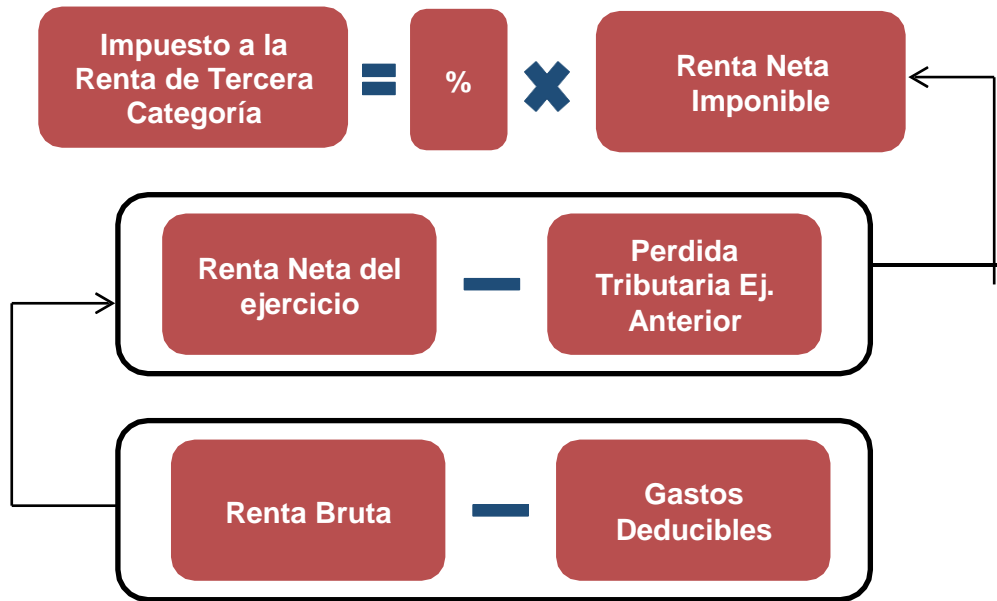 Impuesto a la
Renta de Tercera
Categoría
%
Renta Neta
Imponible
Renta Neta del
ejercicio
Perdida
Tributaria Ej.
Anterior
Renta Bruta
Gastos
Deducibles